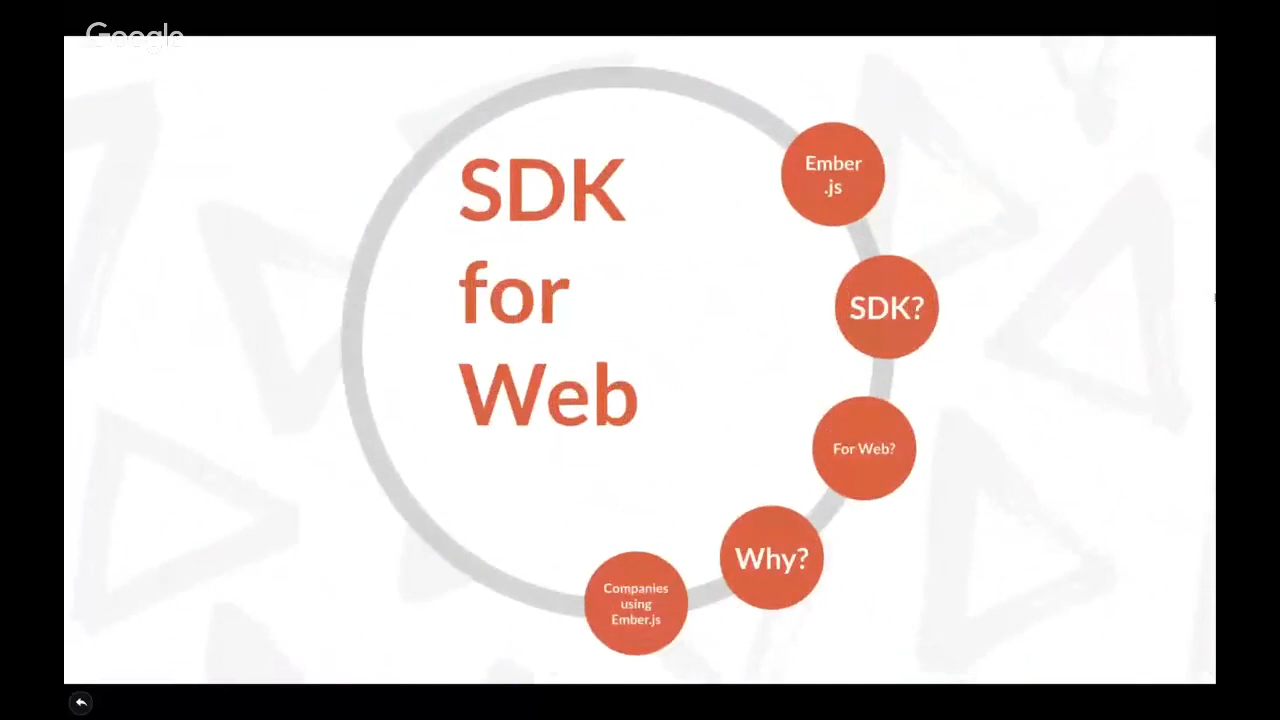 Google
SDK
for
Web
Ember
.js
SDK?
For Web?
Why?
Companies
using
Ember.js